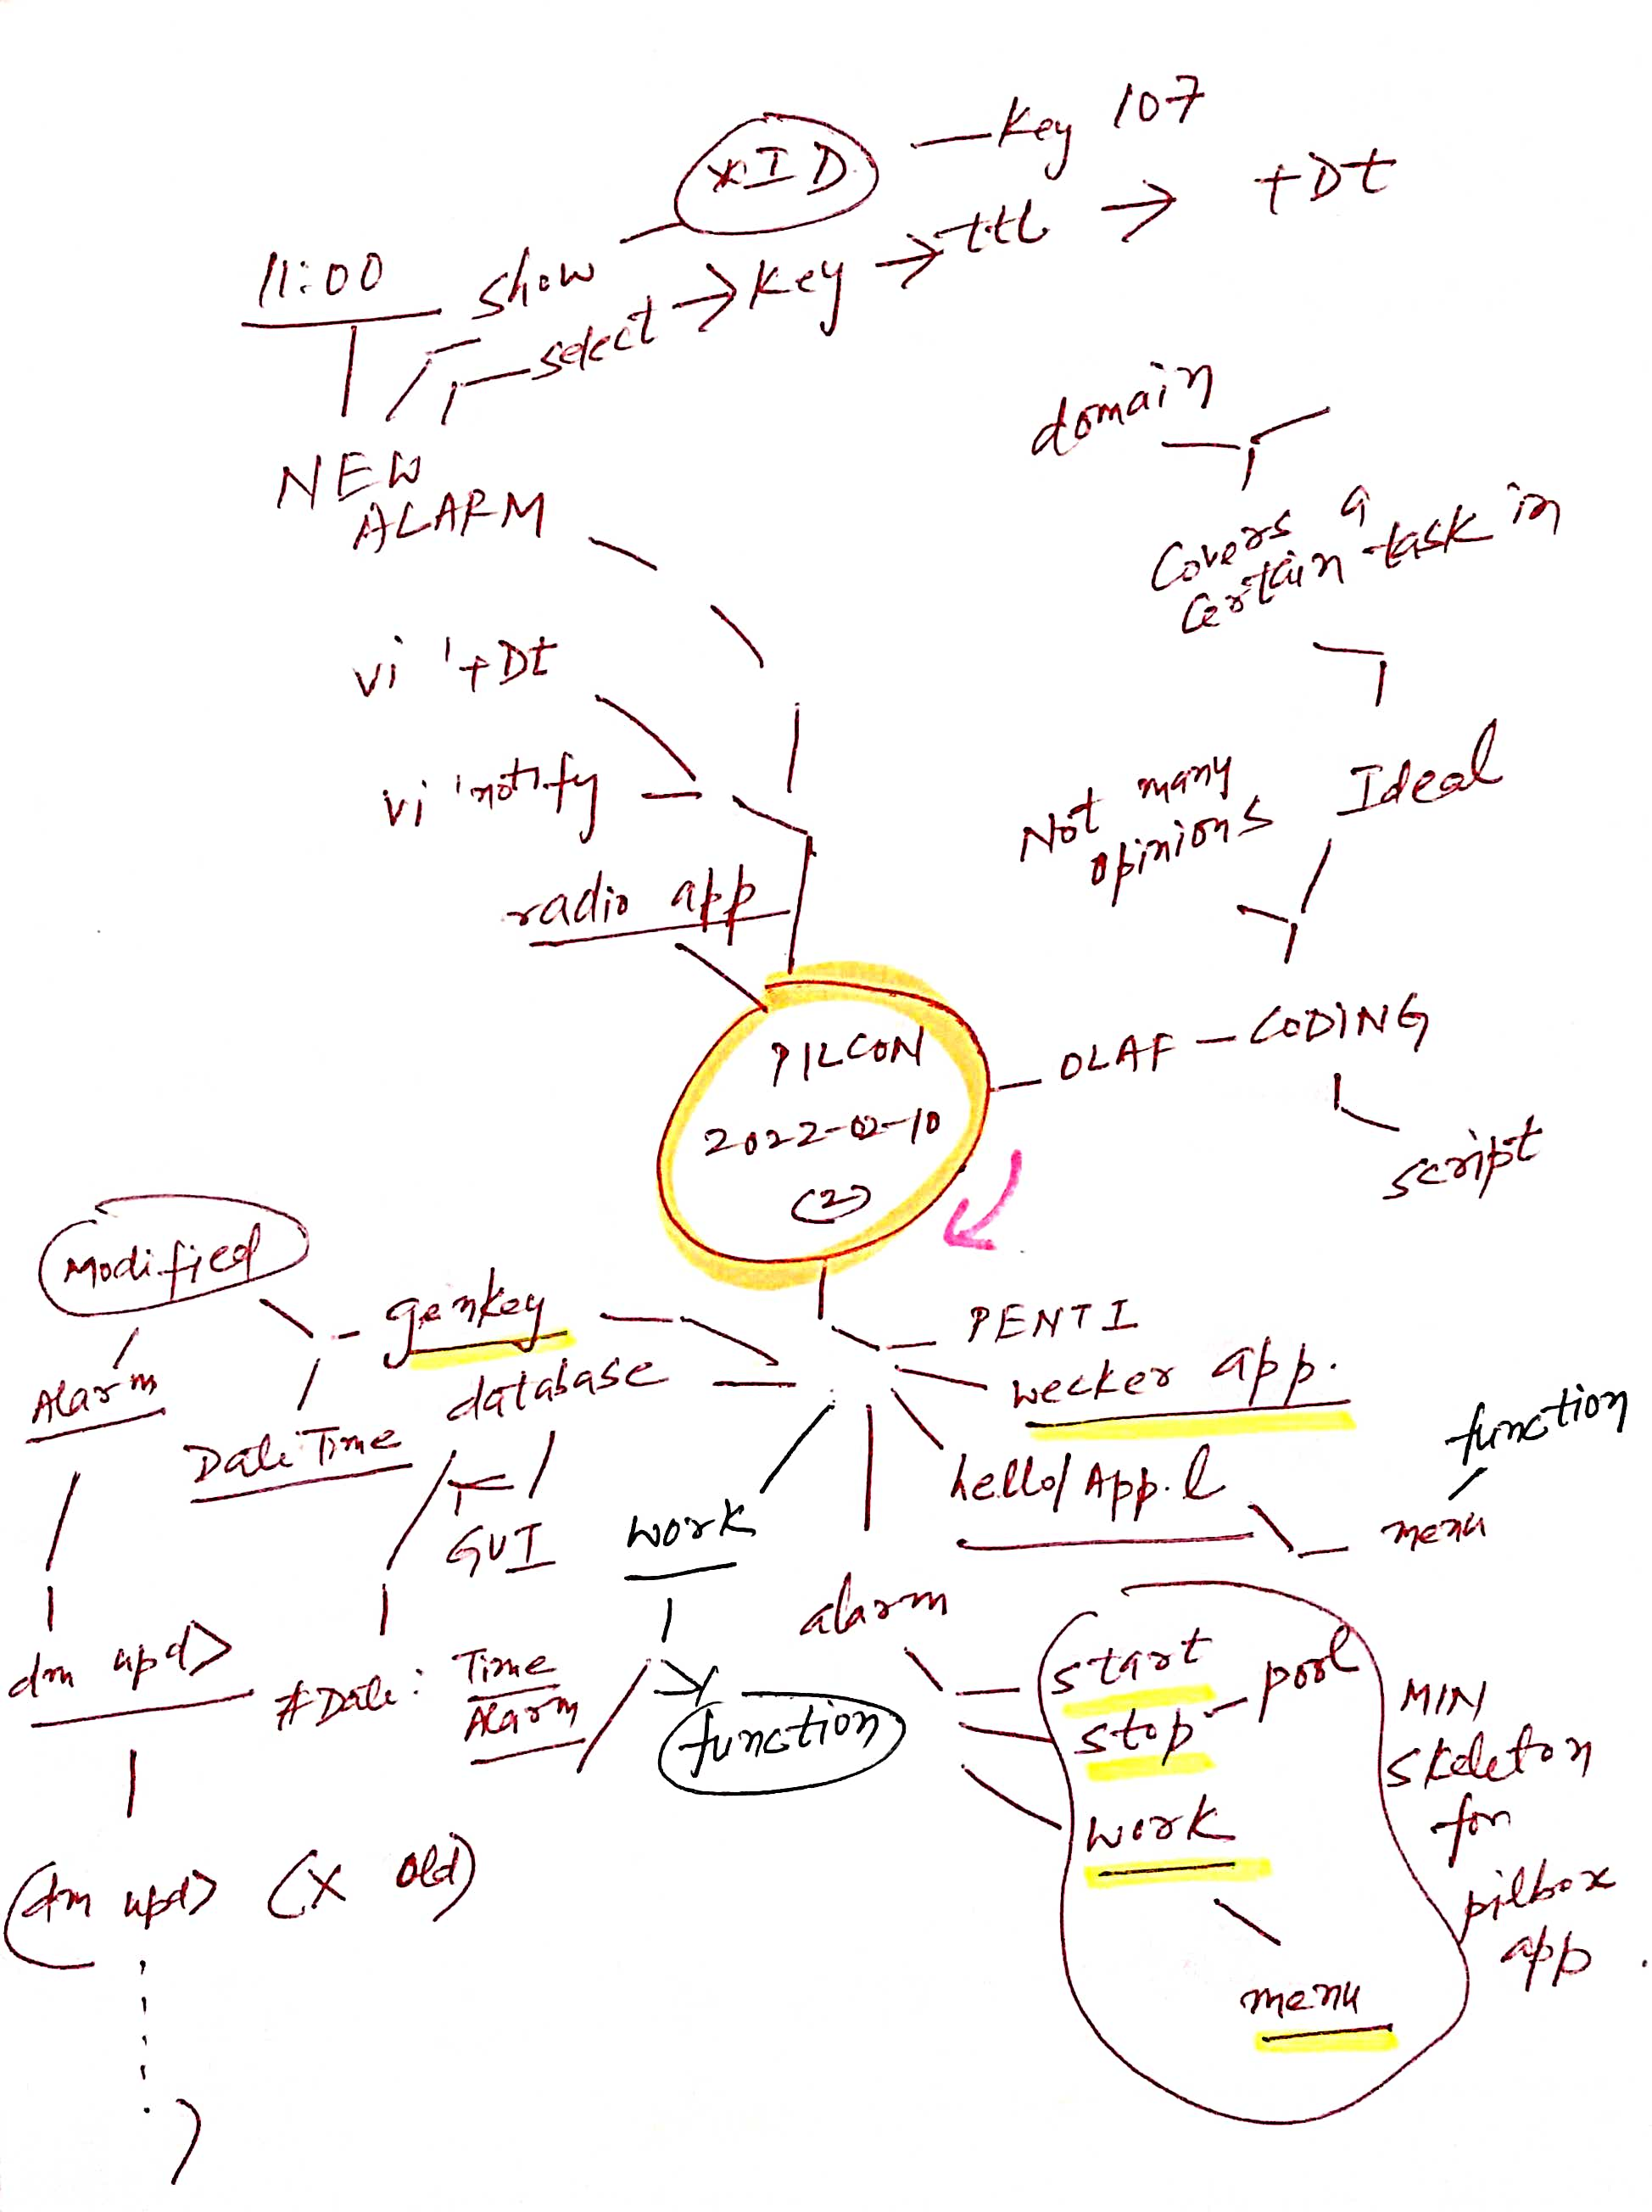 *ID
Key 107
11:00
show
select → Key → ttl → +Dt
NEW
ALARM
domain
Covers a
certain task in
vi '+Dt
vi 'notify
Not many
opinions
Ideal
radio app
PILCON
2022-02-10
(2)
OLAF - CODING
script
Modified
genkey
database
PENTI
wecker app.
Alarm
DateTime
GUI
work
hello/App.l
function
menu
alarm
dm upd>
#Date:
Time
Alarm
function
start
stop - pool
work
menu
MIN
skeleton
for
pilbox
app.
(dm upd> (X old)
)